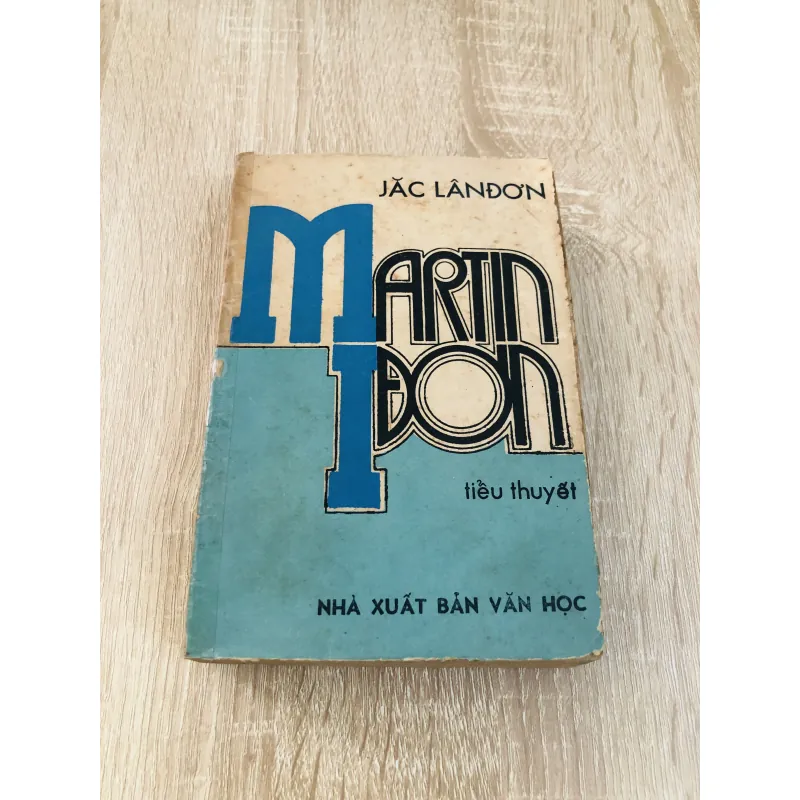 JĂC LÂNĐƠN
MARTIN
IĐƠN
tiểu thuyết
NHÀ XUẤT BẢN VĂN HỌC